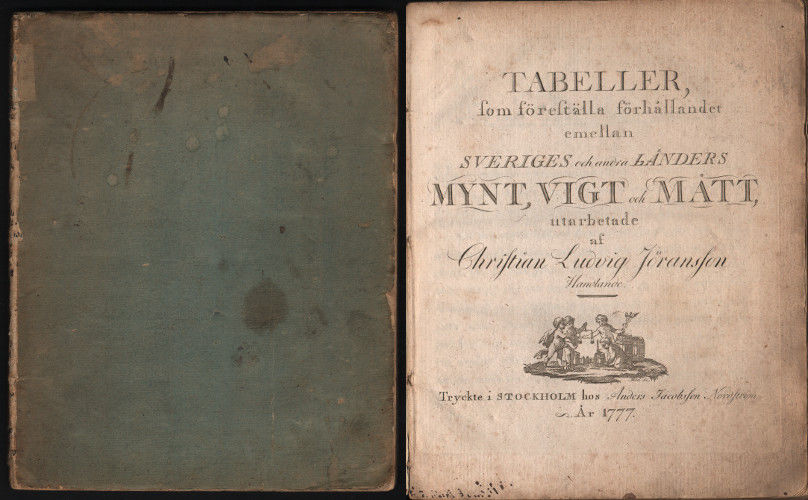 TABELLER,
ſom föreſtälla förhållandet
emellan
SVERIGES och andra LÄNDERS
MYNT, VIGT och MÅTT,
utarbetade
af
Chriſtian Ludvig Jöransſon
Handlande.
Tryckte i STOCKHOLM hos Anders Jacobsſon Nordſtröm,
År 1777.